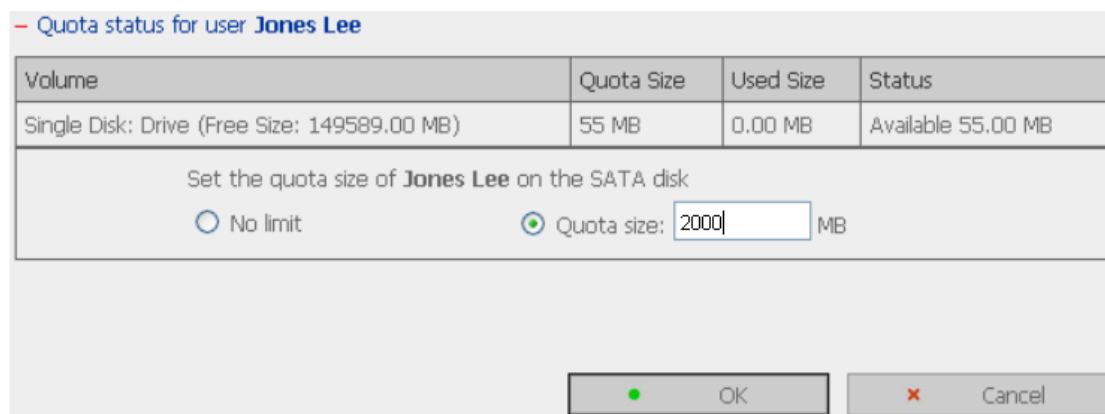 – Quota status for user Jones Lee
Volume Quota Size Used Size Status
Single Disk: Drive (Free Size: 149589.00 MB) 55 MB 0.00 MB Available 55.00 MB
Set the quota size of Jones Lee on the SATA disk
No limit Quota size: 2000 MB
OK Cancel